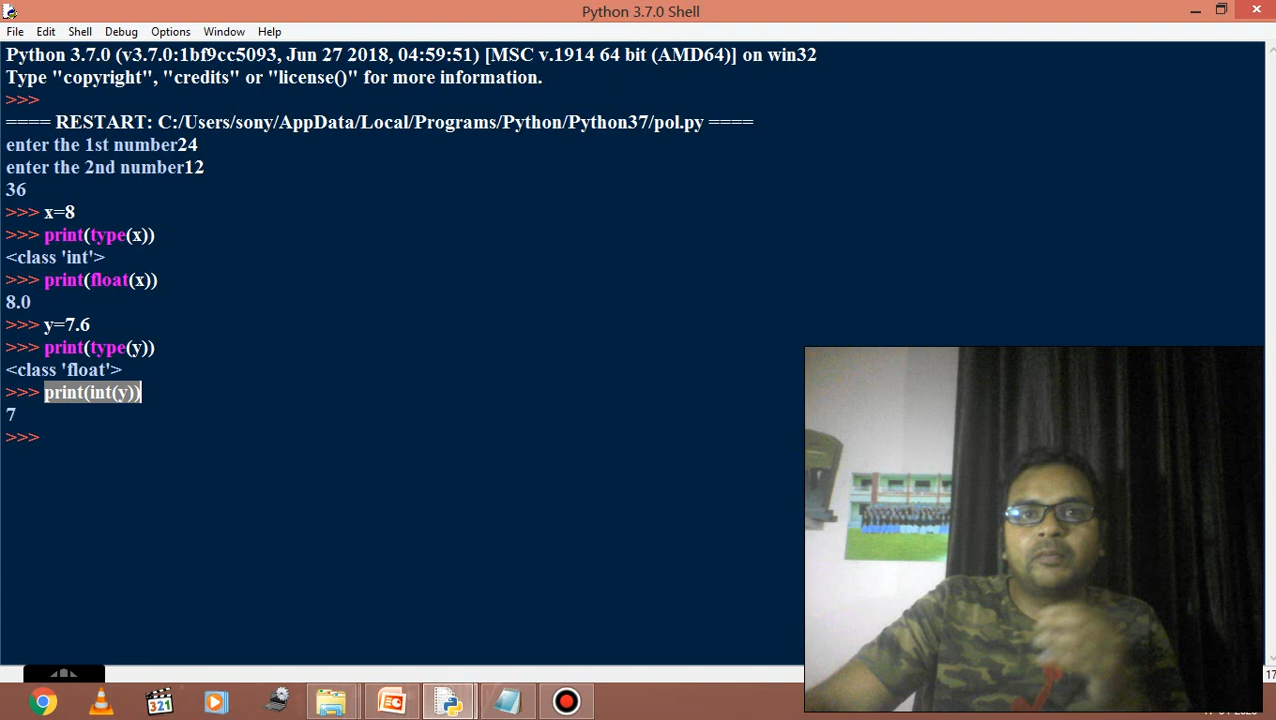 Python 3.7.0 Shell
File Edit Shell Debug Options Window Help
Python 3.7.0 (v3.7.0:1bf9cc5093, Jun 27 2018, 04:59:51) [MSC v.1914 64 bit (AMD64)] on win32
Type "copyright", "credits" or "license()" for more information.
>>>
==== RESTART: C:/Users/sony/AppData/Local/Programs/Python/Python37/pol.py ====
enter the 1st number24
enter the 2nd number12
36
>>> x=8
>>> print(type(x))
<class 'int'>
>>> print(float(x))
8.0
>>> y=7.6
>>> print(type(y))
<class 'float'>
>>> print(int(y))
7
>>>
17
321